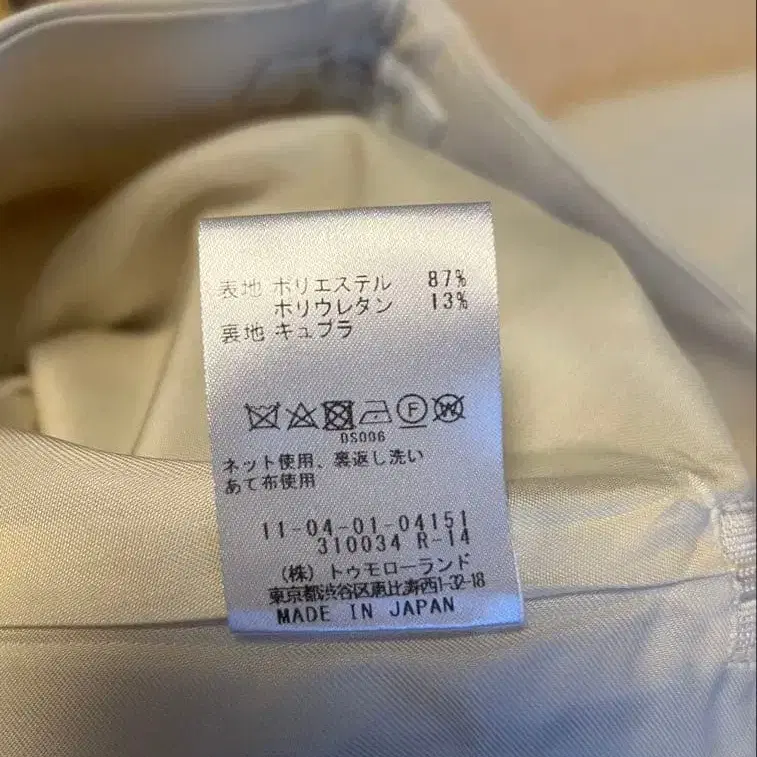 表地 ポリエステル 87%
ポリウレタン 13%
裏地 キュプラ
F W
DS006
ネット使用、裏返し洗い
あて布使用
11-04-01-04151
310034 R-14
(株) トゥモローランド
東京都渋谷区恵比寿西1-32-18
MADE IN JAPAN